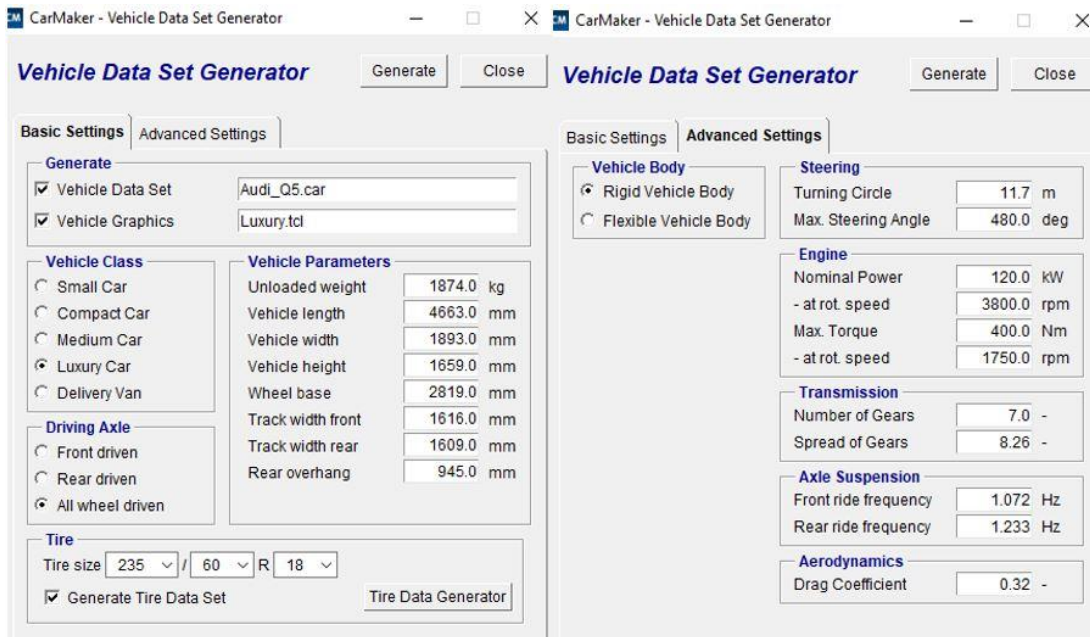 CM CarMaker - Vehicle Data Set Generator
Vehicle Data Set Generator
Generate
Close
Basic Settings
Advanced Settings
Generate
Vehicle Data Set Audi_Q5.car
Vehicle Graphics Luxury.tcl
Vehicle Class
Small Car
Compact Car
Medium Car
Luxury Car
Delivery Van
Driving Axle
Front driven
Rear driven
All wheel driven
Vehicle Parameters
Unloaded weight 1874.0 kg
Vehicle length 4663.0 mm
Vehicle width 1893.0 mm
Vehicle height 1659.0 mm
Wheel base 2819.0 mm
Track width front 1616.0 mm
Track width rear 1609.0 mm
Rear overhang 945.0 mm
Tire
Tire size 235 / 60 R 18
Generate Tire Data Set
Tire Data Generator
CM CarMaker - Vehicle Data Set Generator
Vehicle Data Set Generator
Generate
Close
Basic Settings
Advanced Settings
Vehicle Body
Rigid Vehicle Body
Flexible Vehicle Body
Steering
Turning Circle 11.7 m
Max. Steering Angle 480.0 deg
Engine
Nominal Power 120.0 kW
- at rot. speed 3800.0 rpm
Max. Torque 400.0 Nm
- at rot. speed 1750.0 rpm
Transmission
Number of Gears 7.0 -
Spread of Gears 8.26 -
Axle Suspension
Front ride frequency 1.072 Hz
Rear ride frequency 1.233 Hz
Aerodynamics
Drag Coefficient 0.32 -